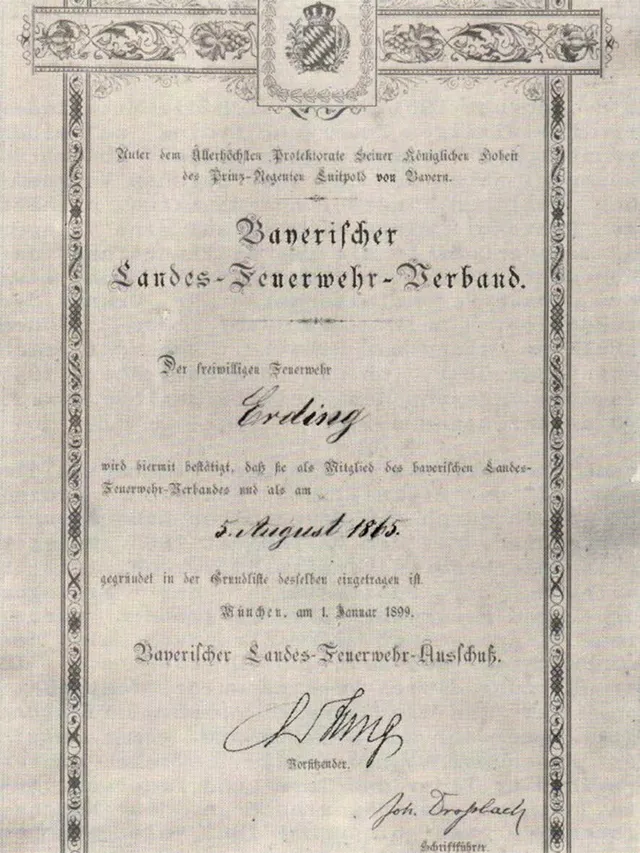 Unter dem Allerhöchsten Protektorate Seiner Königlichen Hoheit
des Prinz-Regenten Luitpold von Bayern.
Bayerischer
Landes-Feuerwehr-Verband.
Der freiwilligen Feuerwehr
Erding
wird hiermit bestätigt, daß sie als Mitglied des bayerischen Landes-
Feuerwehr-Verbandes und als am
5. August 1865.
gegründet in der Grundliste desselben eingetragen ist.
München, am 1. Januar 1899.
Bayerischer Landes-Feuerwehr-Ausschuß.
Vorsitzender.
Joh. Droßbach
Schriftführer.